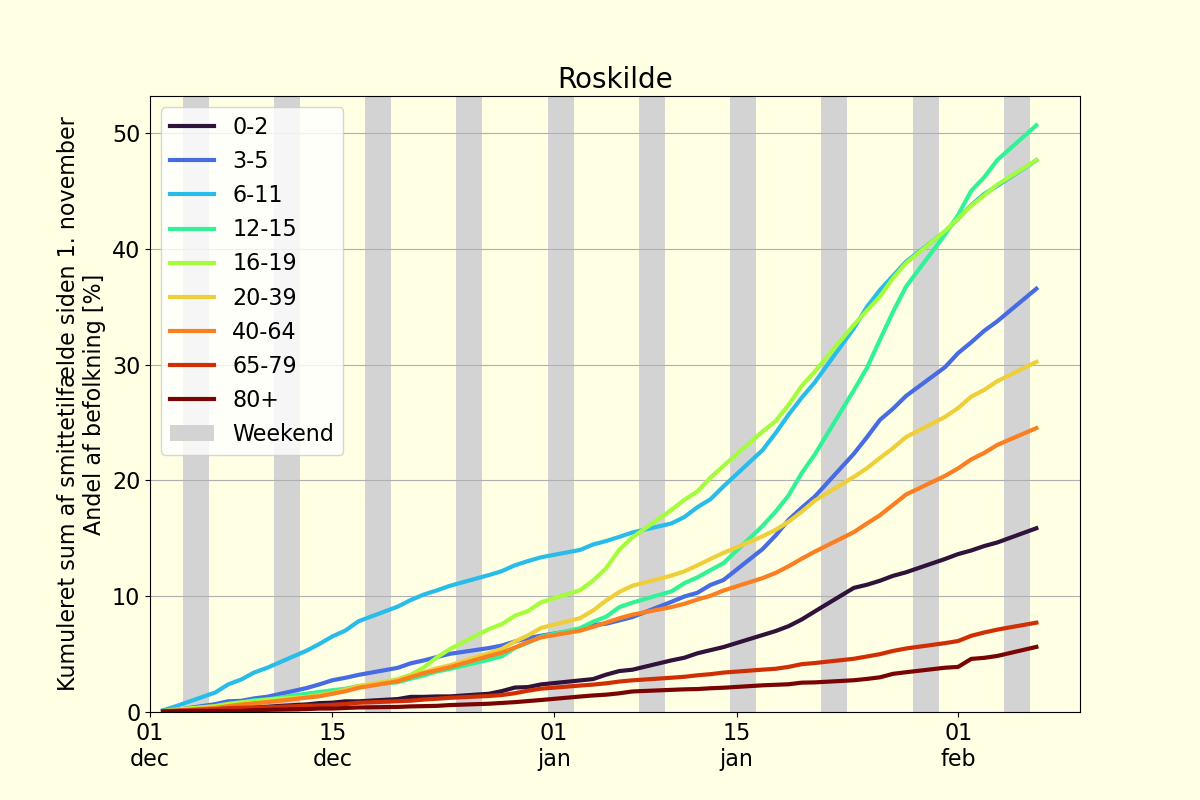 Roskilde
Kumuleret sum af smittetilfælde siden 1. november
Andel af befolkning [%]
50
40
30
20
10
0
0-2
3-5
6-11
12-15
16-19
20-39
40-64
65-79
80+
Weekend
01 15 01 15 01
dec dec jan jan feb